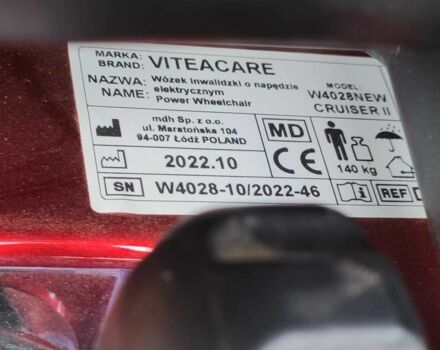 MARKA:
BRAND: VITEACARE
NAZWA: Wózek inwalidzki o napędzie
elektrycznym
NAME: Power Wheelchair
MODEL:
W4028NEW
CRUISER II
mdh Sp. z o.o.
ul. Maratońska 104
94-007 Łódź POLAND
MD
CE
2022.10
140 kg
SN W4028-10/2022-46
REF